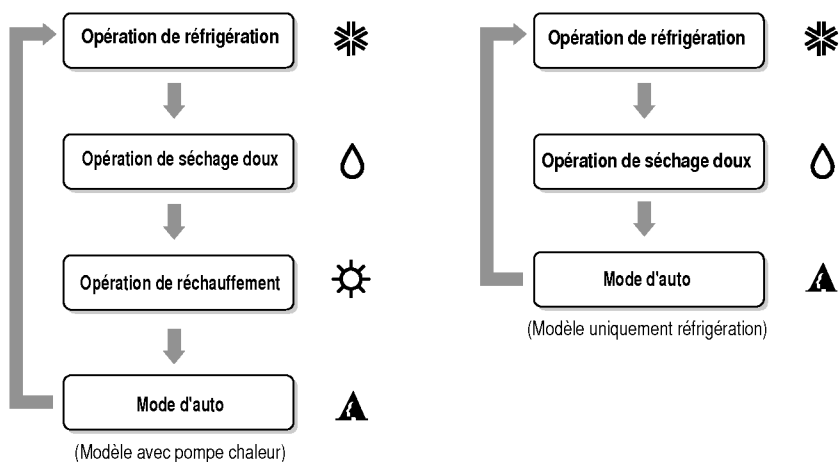 Opération de réfrigération
Opération de séchage doux
Opération de réchauffement
Mode d'auto
(Modèle avec pompe chaleur)
Opération de réfrigération
Opération de séchage doux
Mode d'auto
(Modèle uniquement réfrigération)